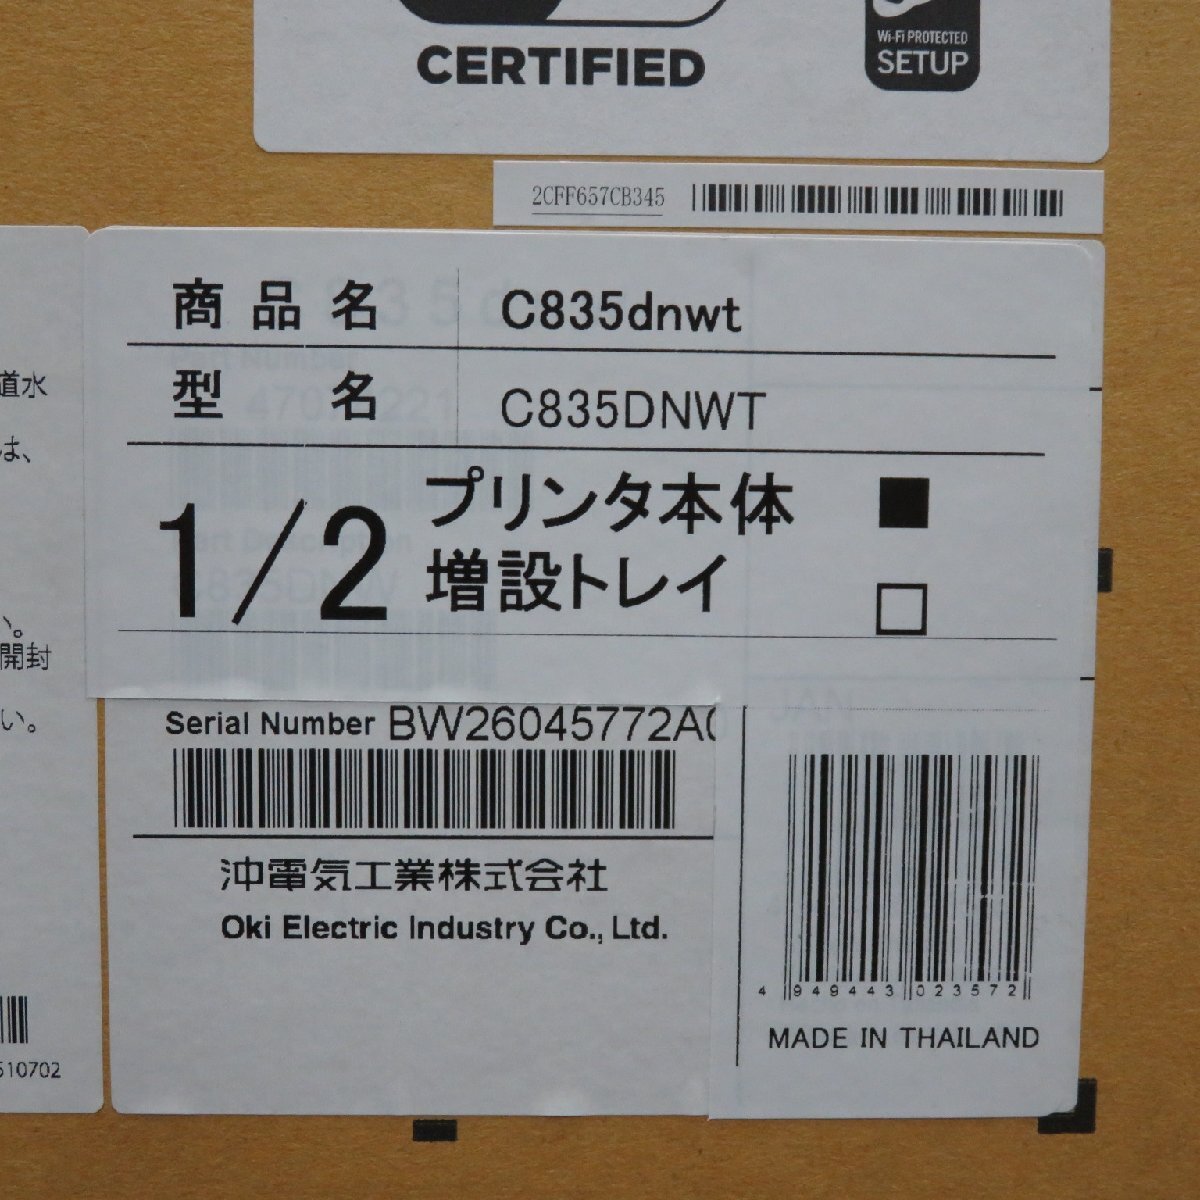 CERTIFIED
Wi-Fi PROTECTED
SETUP
2CFF657CB345
商品名 C835dnwt
型名 C835DNWT
1/2 プリンタ本体 ■
増設トレイ □
道水
は、
い。
開封
い。
Serial Number BW26045772A
JAN
沖電気工業株式会社
Oki Electric Industry Co., Ltd.
4 949443 023572
MADE IN THAILAND
510702